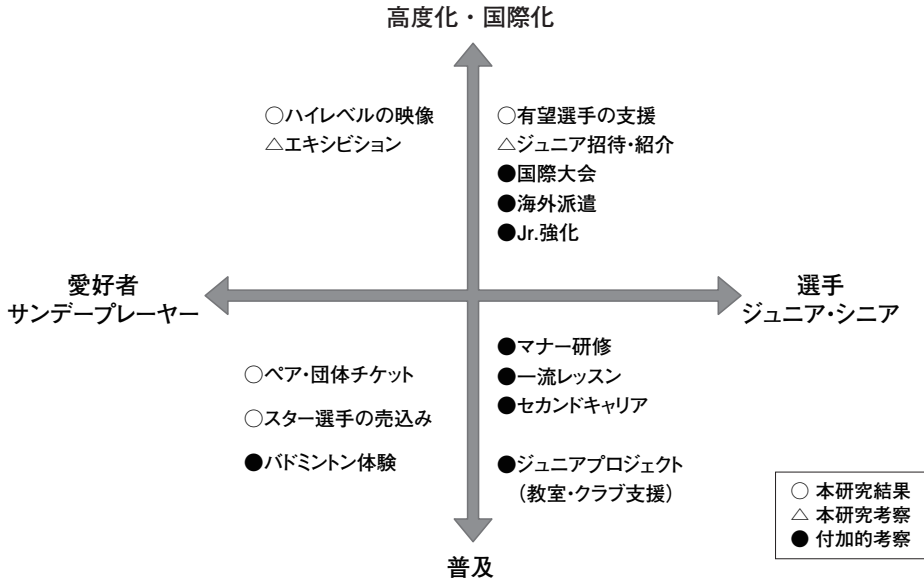 高度化・国際化
○ハイレベルの映像
△エキシビション
○有望選手の支援
△ジュニア招待・紹介
●国際大会
●海外派遣
●Jr.強化
愛好者
サンデープレーヤー
選手
ジュニア・シニア
○ペア・団体チケット
○スター選手の売込み
●バドミントン体験
●マナー研修
●一流レッスン
●セカンドキャリア
●ジュニアプロジェクト
（教室・クラブ支援）
普及
○ 本研究結果
△ 本研究考察
● 付加的考察